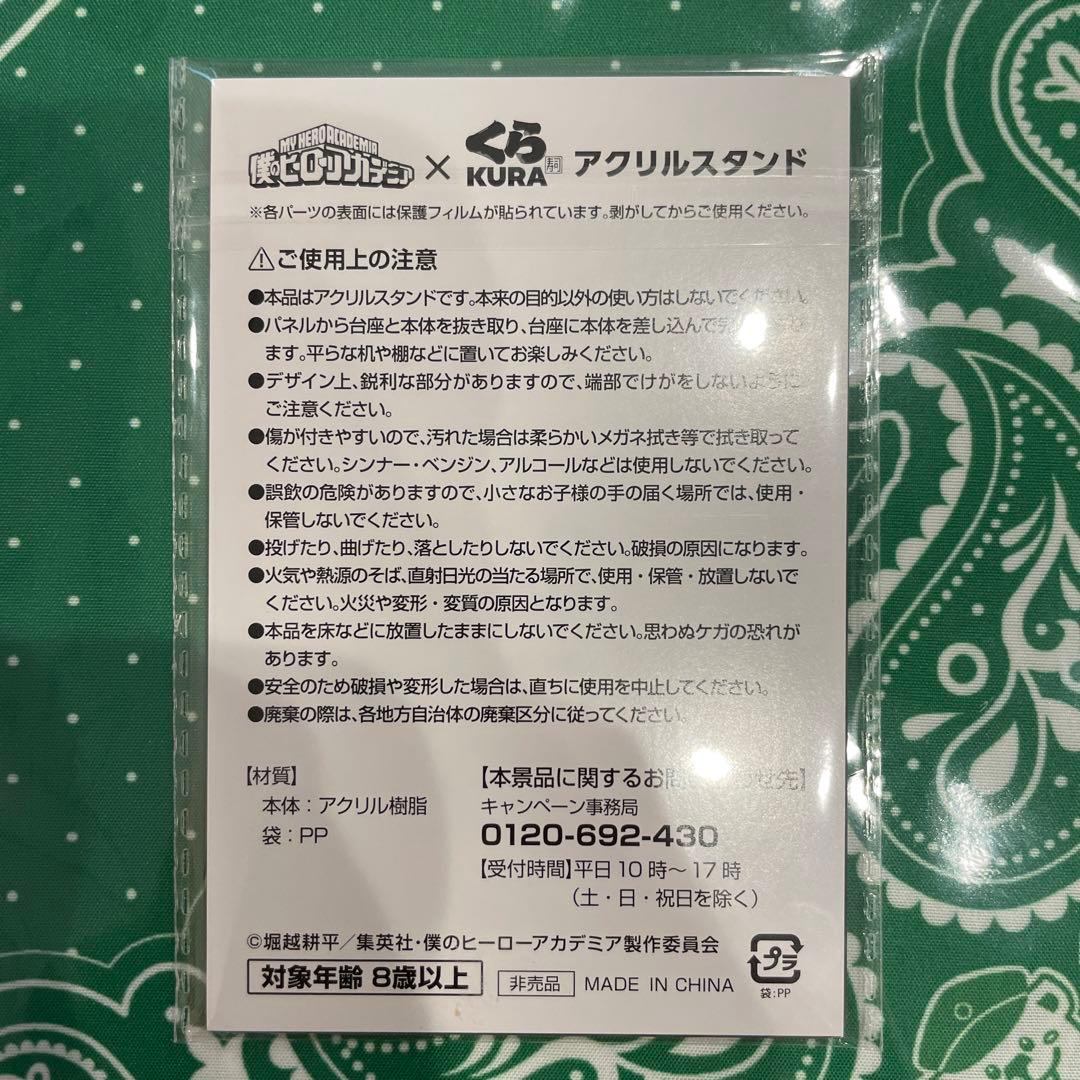 MY HERO ACADEMIA
僕のヒーローアカデミア × くら KURA 寿司 アクリルスタンド
※各パーツの表面には保護フィルムが貼られています。剥がしてからご使用ください。
⚠ご使用上の注意
●本品はアクリルスタンドです。本来の目的以外の使い方はしないでください。
●パネルから台座と本体を抜き取り、台座に本体を差し込んで
ます。平らな机や棚などに置いてお楽しみください。
●デザイン上、鋭利な部分がありますので、端部でけがをしないように
ご注意ください。
●傷が付きやすいので、汚れた場合は柔らかいメガネ拭き等で拭き取って
ください。シンナー・ベンジン、アルコールなどは使用しないでください。
●誤飲の危険がありますので、小さなお子様の手の届く場所では、使用・
保管しないでください。
●投げたり、曲げたり、落としたりしないでください。破損の原因になります。
●火気や熱源のそば、直射日光の当たる場所で、使用・保管・放置しないで
ください。火災や変形・変質の原因となります。
●本品を床などに放置したままにしないでください。思わぬケガの恐れが
あります。
●安全のため破損や変形した場合は、直ちに使用を中止してください。
●廃棄の際は、各地方自治体の廃棄区分に従ってください。
【材質】
本体：アクリル樹脂
袋：PP
【本景品に関するお問い合わせ先】
キャンペーン事務局
0120-692-430
【受付時間】平日10時～17時
（土・日・祝日を除く）
©堀越耕平／集英社・僕のヒーローアカデミア製作委員会
対象年齢 8歳以上 非売品 MADE IN CHINA
プラ
袋:PP